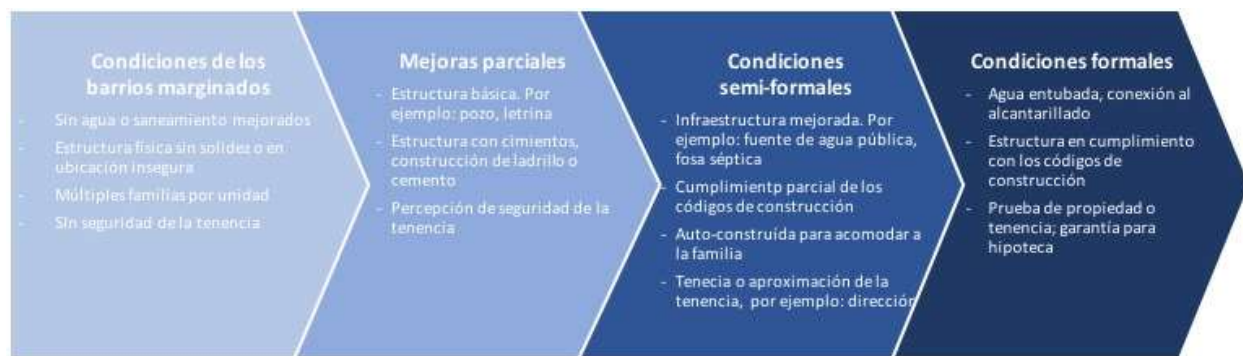 Condiciones de los
barrios marginados
- Sin agua o saneamiento mejorados
- Estructura física sin solidez o en
ubicación insegura
- Múltiples familias por unidad
- Sin seguridad de la tenencia
Mejoras parciales
- Estructura básica. Por
ejemplo: pozo, letrina
- Estructura con cimientos,
construcción de ladrillo o
cemento
- Percepción de seguridad de la
tenencia
Condiciones
semi-formales
- Infraestructura mejorada. Por
ejemplo: fuente de agua pública,
fosa séptica
- Cumplimientp parcial de los
códigos de construcción
- Auto-construída para acomodar a
la familia
- Tenecia o aproximación de la
tenencia, por ejemplo: dirección
Condiciones formales
- Agua entubada, conexión al
alcantarillado
- Estructura en cumplimiento
con los códigos de
construcción
- Prueba de propiedad o
tenencia; garantía para
hipoteca